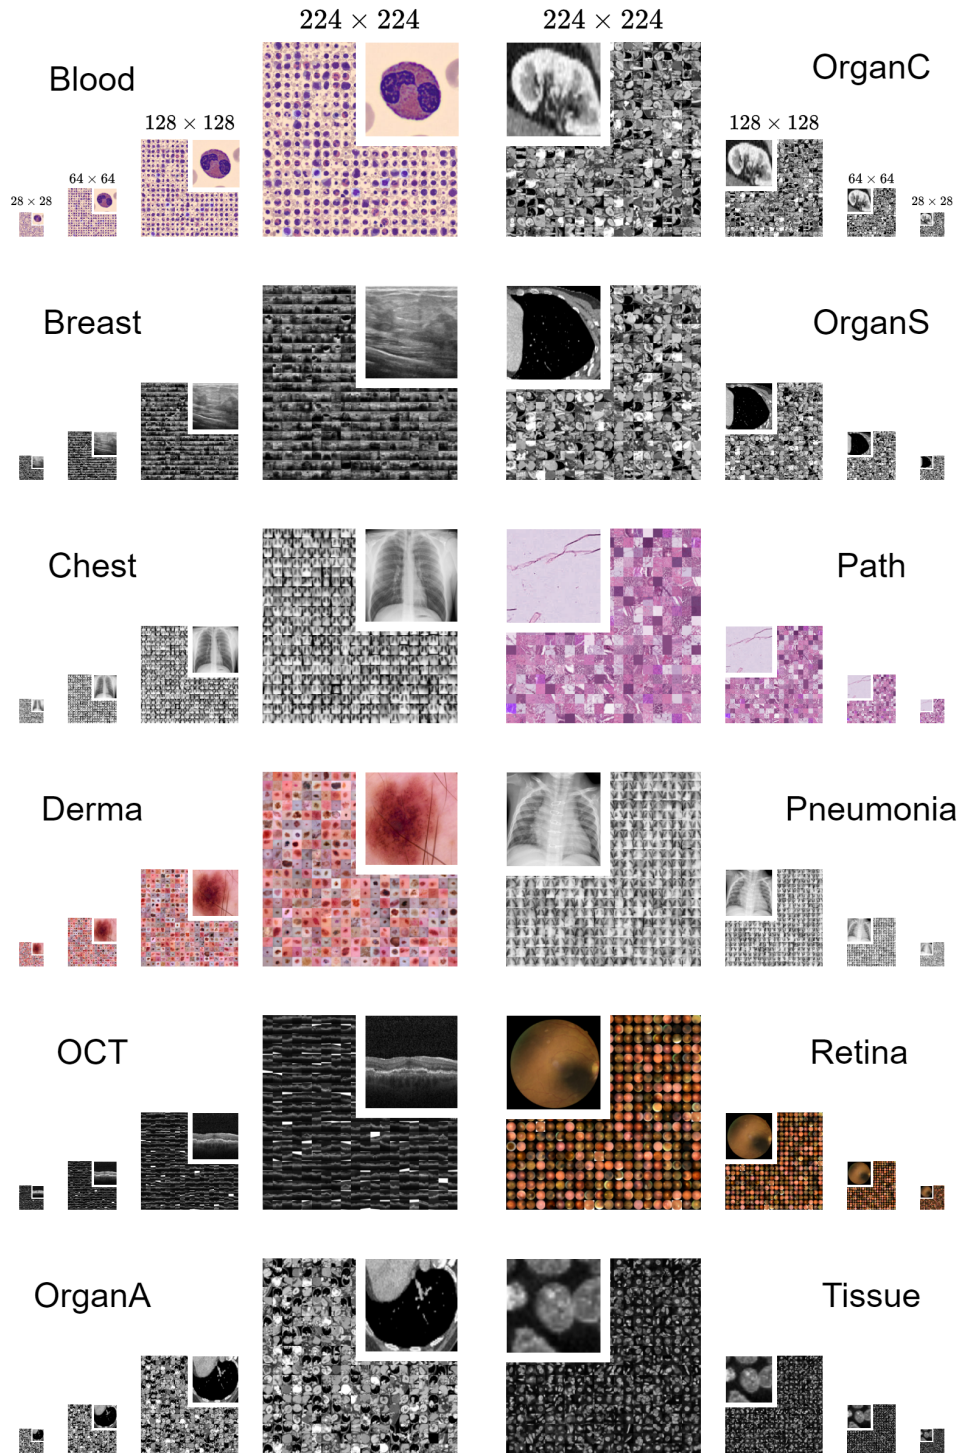 224 × 224
224 × 224
Blood
OrganC
128 × 128
128 × 128
64 × 64
64 × 64
28 × 28
28 × 28
Breast
OrganS
Chest
Path
Derma
Pneumonia
OCT
Retina
OrganA
Tissue